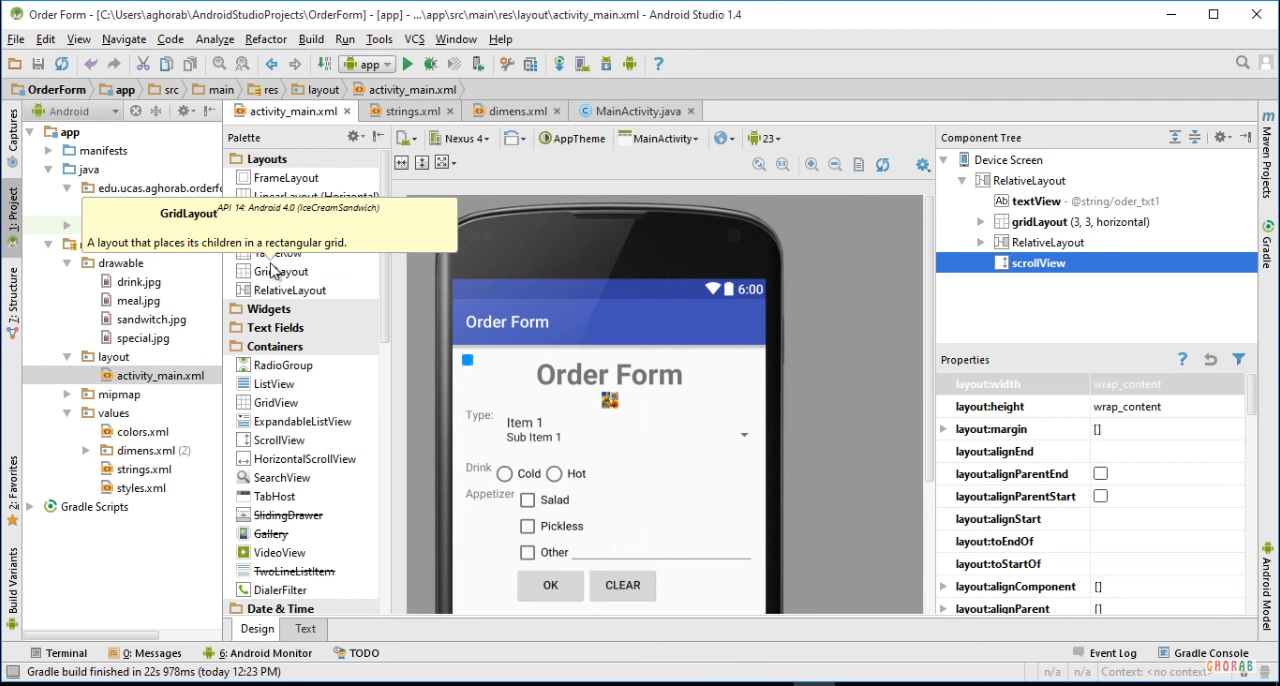 Order Form - [C:\Users\aghorab\AndroidStudioProjects\OrderForm] - [app] - ...\app\src\main\res\layout\activity_main.xml - Android Studio 1.4
File Edit View Navigate Code Analyze Refactor Build Run Tools VCS Window Help
app
OrderForm app src main res layout activity_main.xml
Android
activity_main.xml strings.xml dimens.xml MainActivity.java
Captures
1: Project
7: Structure
2: Favorites
Build Variants
app
manifests
java
edu.ucas.aghorab.orderfo
drawable
drink.jpg
meal.jpg
sandwitch.jpg
special.jpg
layout
activity_main.xml
mipmap
values
colors.xml
dimens.xml (2)
strings.xml
styles.xml
Gradle Scripts
Palette
Layouts
FrameLayout
LinearLayout (Horizontal)
GridLayout API 14: Android 4.0 (IceCreamSandwich)
A layout that places its children in a rectangular grid.
TableRow
GridLayout
RelativeLayout
Widgets
Text Fields
Containers
RadioGroup
ListView
GridView
ExpandableListView
ScrollView
HorizontalScrollView
SearchView
TabHost
SlidingDrawer
Gallery
VideoView
TwoLineListItem
DialerFilter
Date & Time
Design Text
Nexus 4 AppTheme MainActivity 23
6:00
Order Form
Order Form
Type:
Item 1
Sub Item 1
Drink Cold Hot
Appetizer Salad
Pickless
Other
OK CLEAR
Component Tree
Device Screen
RelativeLayout
Ab textView - @string/oder_txt1
gridLayout (3, 3, horizontal)
RelativeLayout
scrollView
Properties
layout:width wrap_content
layout:height wrap_content
layout:margin []
layout:alignEnd
layout:alignParentEnd
layout:alignParentStart
layout:alignStart
layout:toEndOf
layout:toStartOf
layout:alignComponent []
layout:alignParent []
Maven Projects
Gradle
Android Model
Terminal 0: Messages 6: Android Monitor TODO Event Log Gradle Console
Gradle build finished in 22s 978ms (today 12:23 PM) n/a n/a Context: <no context>
GHORAB